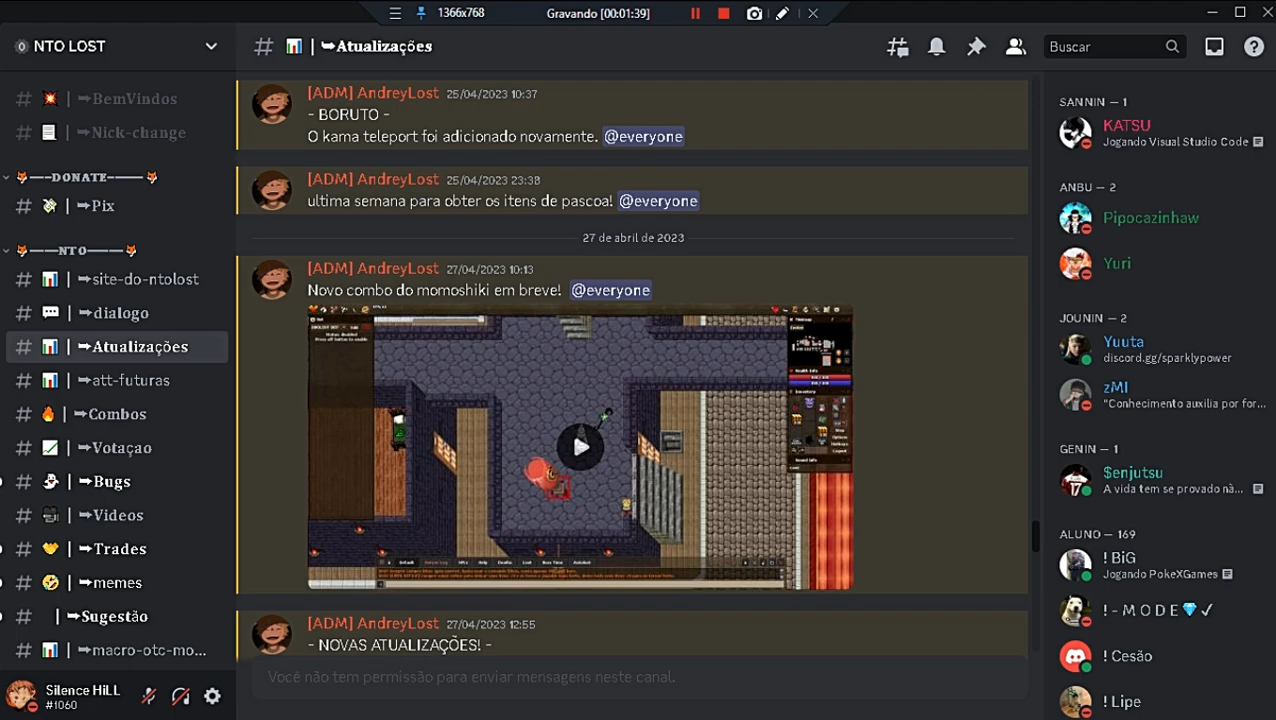 1366x768
Gravando [00:01:39]
NTO LOST
| ➥Atualizações
Buscar
| ➥BemVindos
| ➥Nick-change
——DONATE——
| ➥Pix
——NTO——
| ➥site-do-ntolost
| ➥dialogo
| ➥Atualizações
| ➥att-futuras
| ➥Combos
| ➥Votação
| ➥Bugs
| ➥Videos
| ➥Trades
| ➥memes
| ➥Sugestão
| ➥macro-otc-mo...
Silence HiLL
#1060
[ADM] AndreyLost 25/04/2023 10:37
- BORUTO -
O kama teleport foi adicionado novamente. @everyone
[ADM] AndreyLost 25/04/2023 23:38
ultima semana para obter os itens de pascoa! @everyone
27 de abril de 2023
[ADM] AndreyLost 27/04/2023 10:13
Novo combo do momoshiki em breve! @everyone
[ADM] AndreyLost 27/04/2023 12:55
- NOVAS ATUALIZAÇÕES! -
Você não tem permissão para enviar mensagens neste canal.
SANNIN — 1
KATSU
Jogando Visual Studio Code
ANBU — 2
Pipocazinhaw
Yuri
JOUNIN — 2
Yuuta
discord.gg/sparklypower
zMI
"Conhecimento auxilia por for...
GENIN — 1
$enjutsu
A vida tem se provado nà...
ALUNO — 169
! BiG
Jogando PokeXGames
! - M O D E 💎 ✓
! Cesão
! Lipe